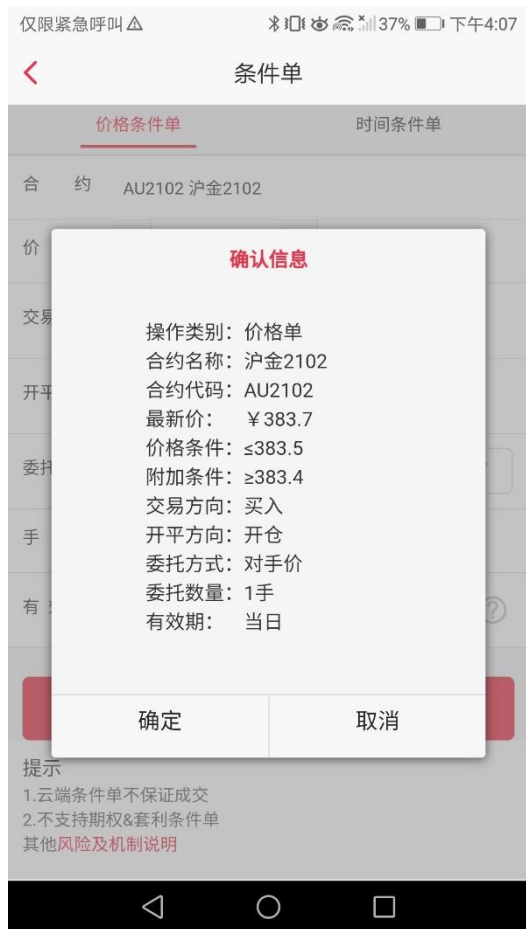 仅限紧急呼叫 37% 下午4:07
条件单
价格条件单 时间条件单
合 约 AU2102 沪金2102
价
确认信息
交易
操作类别：价格单
合约名称：沪金2102
合约代码：AU2102
开平
最新价： ￥383.7
价格条件：≤383.5
委托
附加条件：≥383.4
交易方向：买入
手
开平方向：开仓
委托方式：对手价
委托数量：1手
有
有效期： 当日
确定 取消
提示
1.云端条件单不保证成交
2.不支持期权&套利条件单
其他风险及机制说明